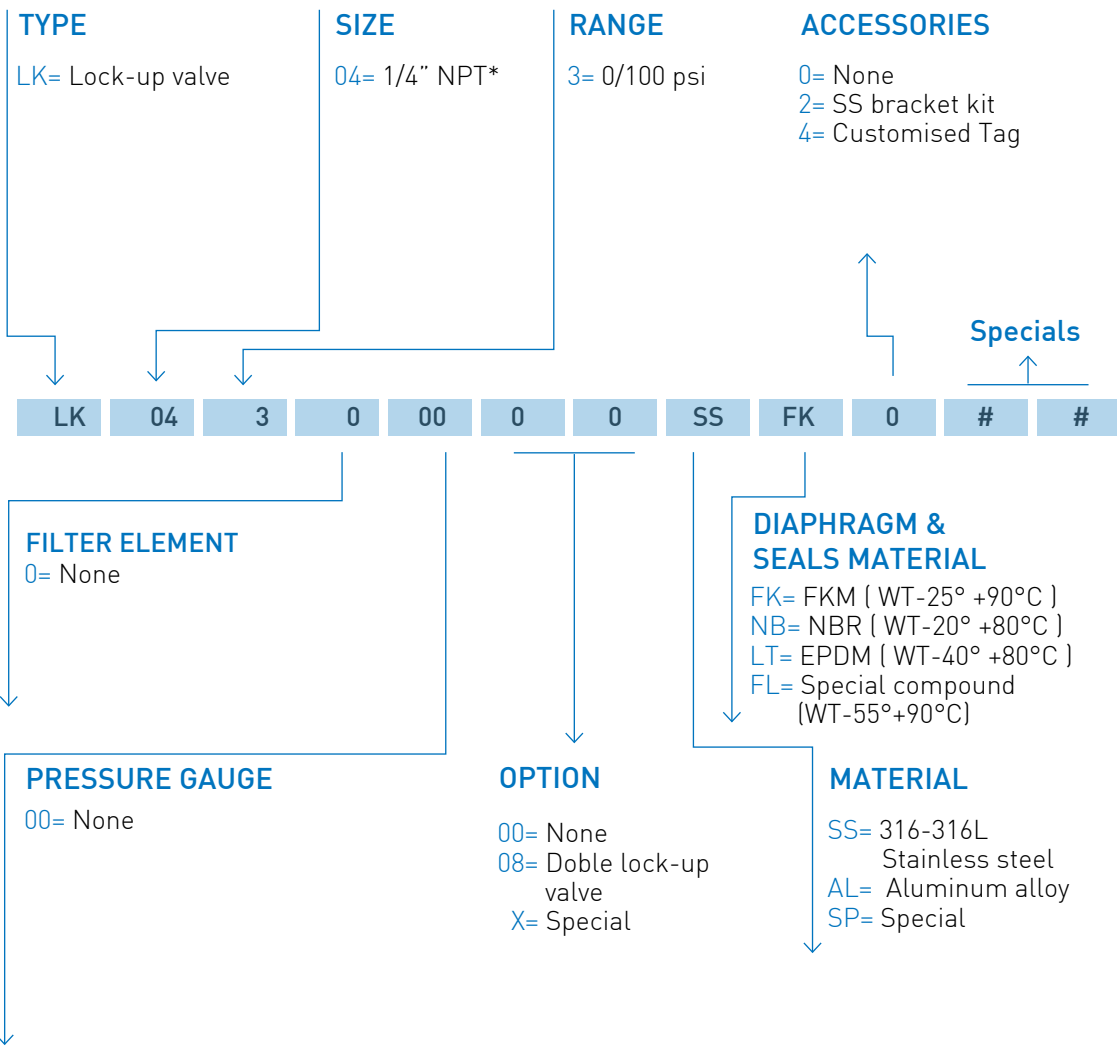 TYPE
LK= Lock-up valve
SIZE
04= 1/4” NPT*
RANGE
3= 0/100 psi
ACCESSORIES
0= None
2= SS bracket kit
4= Customised Tag
Specials
LK 04 3 0 00 0 0 SS FK 0 # #
FILTER ELEMENT
0= None
DIAPHRAGM &
SEALS MATERIAL
FK= FKM ( WT-25° +90°C )
NB= NBR ( WT-20° +80°C )
LT= EPDM ( WT-40° +80°C )
FL= Special compound
(WT-55°+90°C)
PRESSURE GAUGE
00= None
OPTION
00= None
08= Doble lock-up
valve
X= Special
MATERIAL
SS= 316-316L
Stainless steel
AL= Aluminum alloy
SP= Special